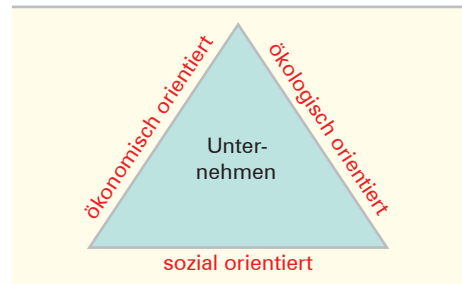 ökonomisch orientiert
ökologisch orientiert
Unter-
nehmen
sozial orientiert